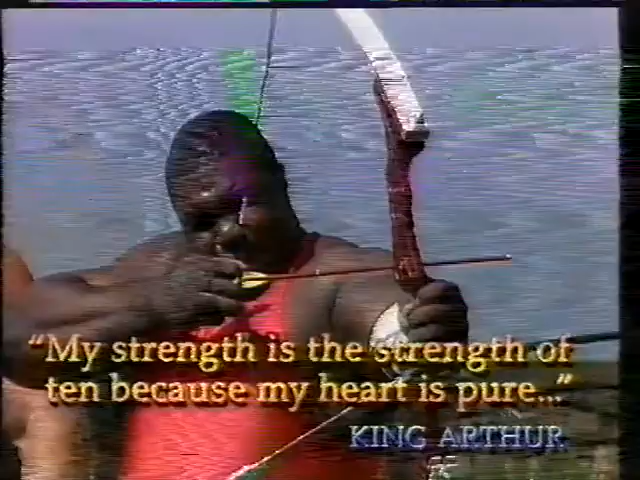 "My strength is the strength of
ten because my heart is pure..."
KING ARTHUR